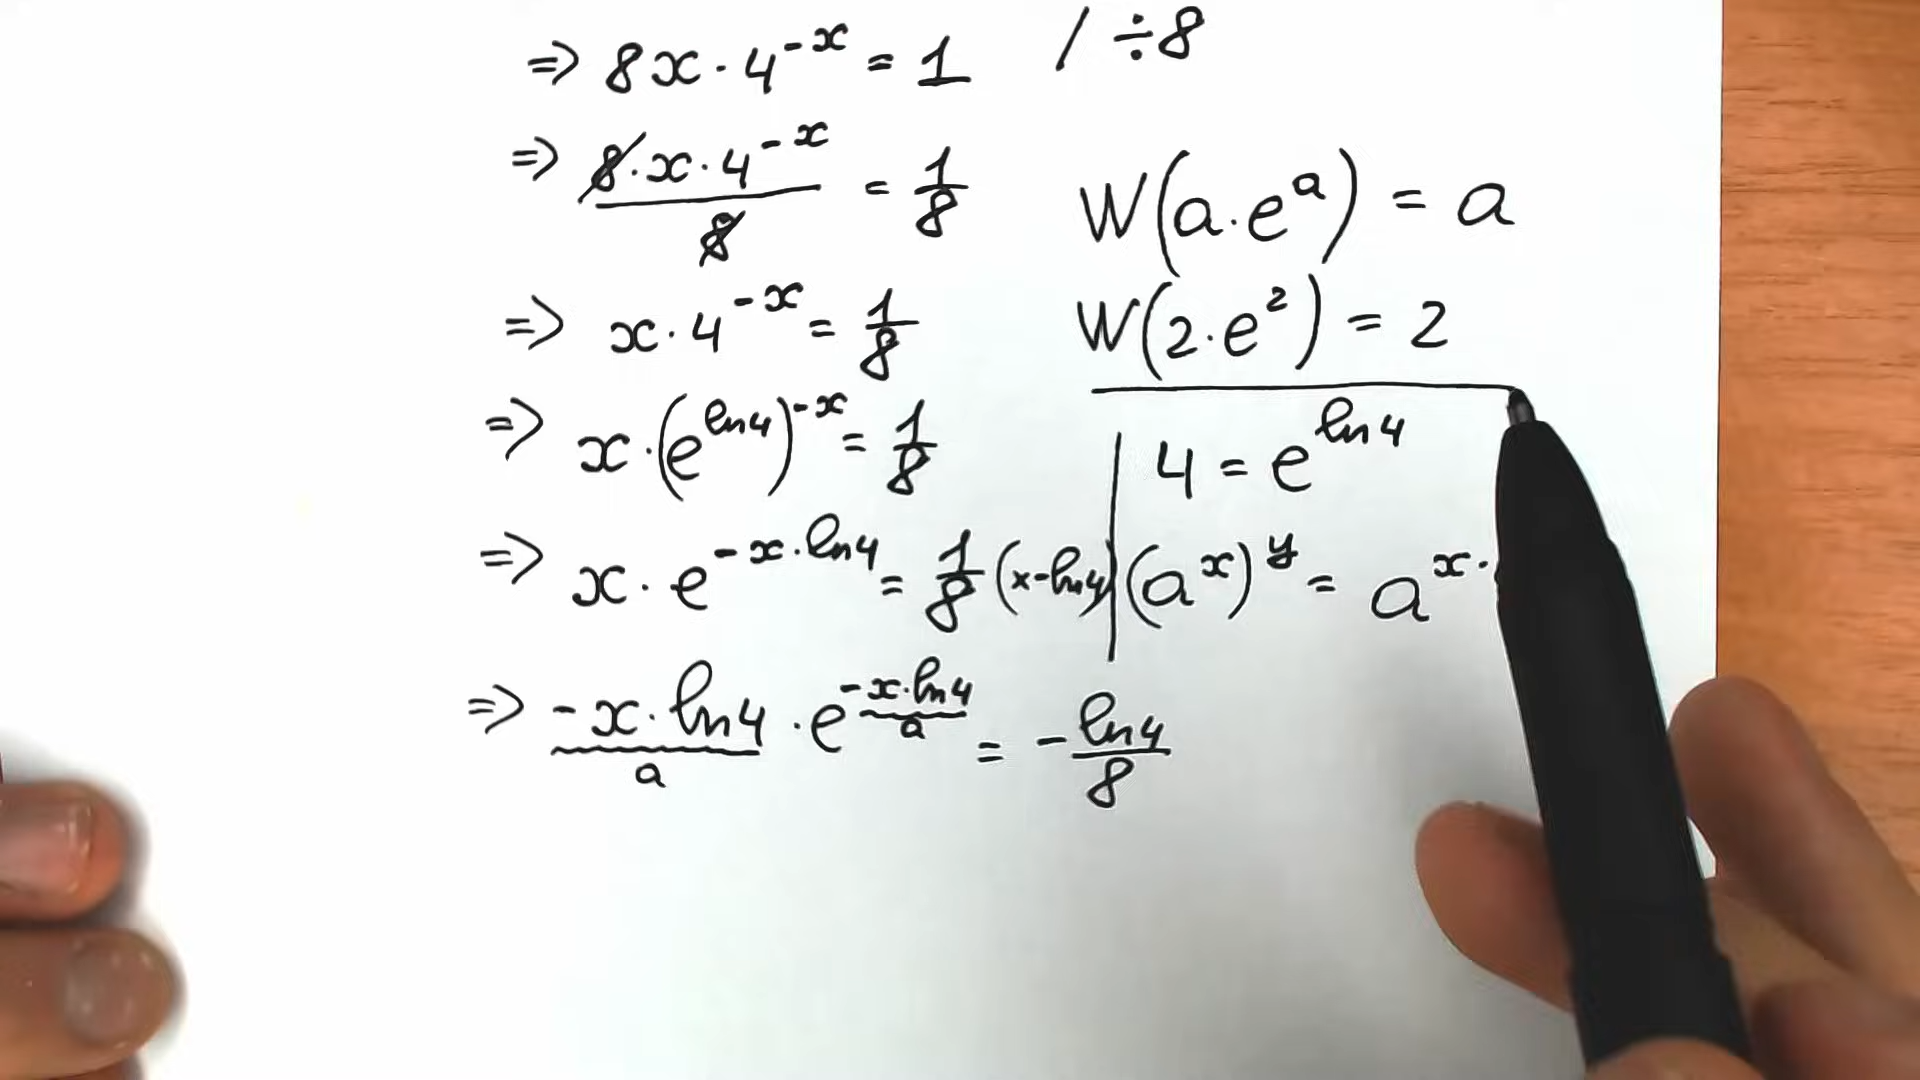 => 8x · 4^{-x} = 1 / ÷8
=> 8 · x · 4^{-x} / 8 = 1/8
W(a · e^a) = a
=> x · 4^{-x} = 1/8
W(2 · e^2) = 2
=> x · (e^{ln4})^{-x} = 1/8
4 = e^{ln4}
=> x · e^{-x · ln4} = 1/8 (x-ln4)
(a^x)^y = a^{x ·
=> -x · ln4 · e^{-x · ln4} = - ln4/8
a a